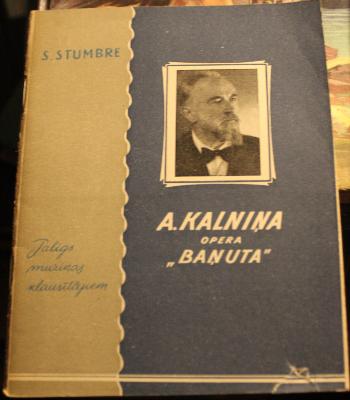 S. STUMBRE
A. KALNIŅA
OPERA
„BAŅUTA"
Palīgs
mūzikas
klausītājiem